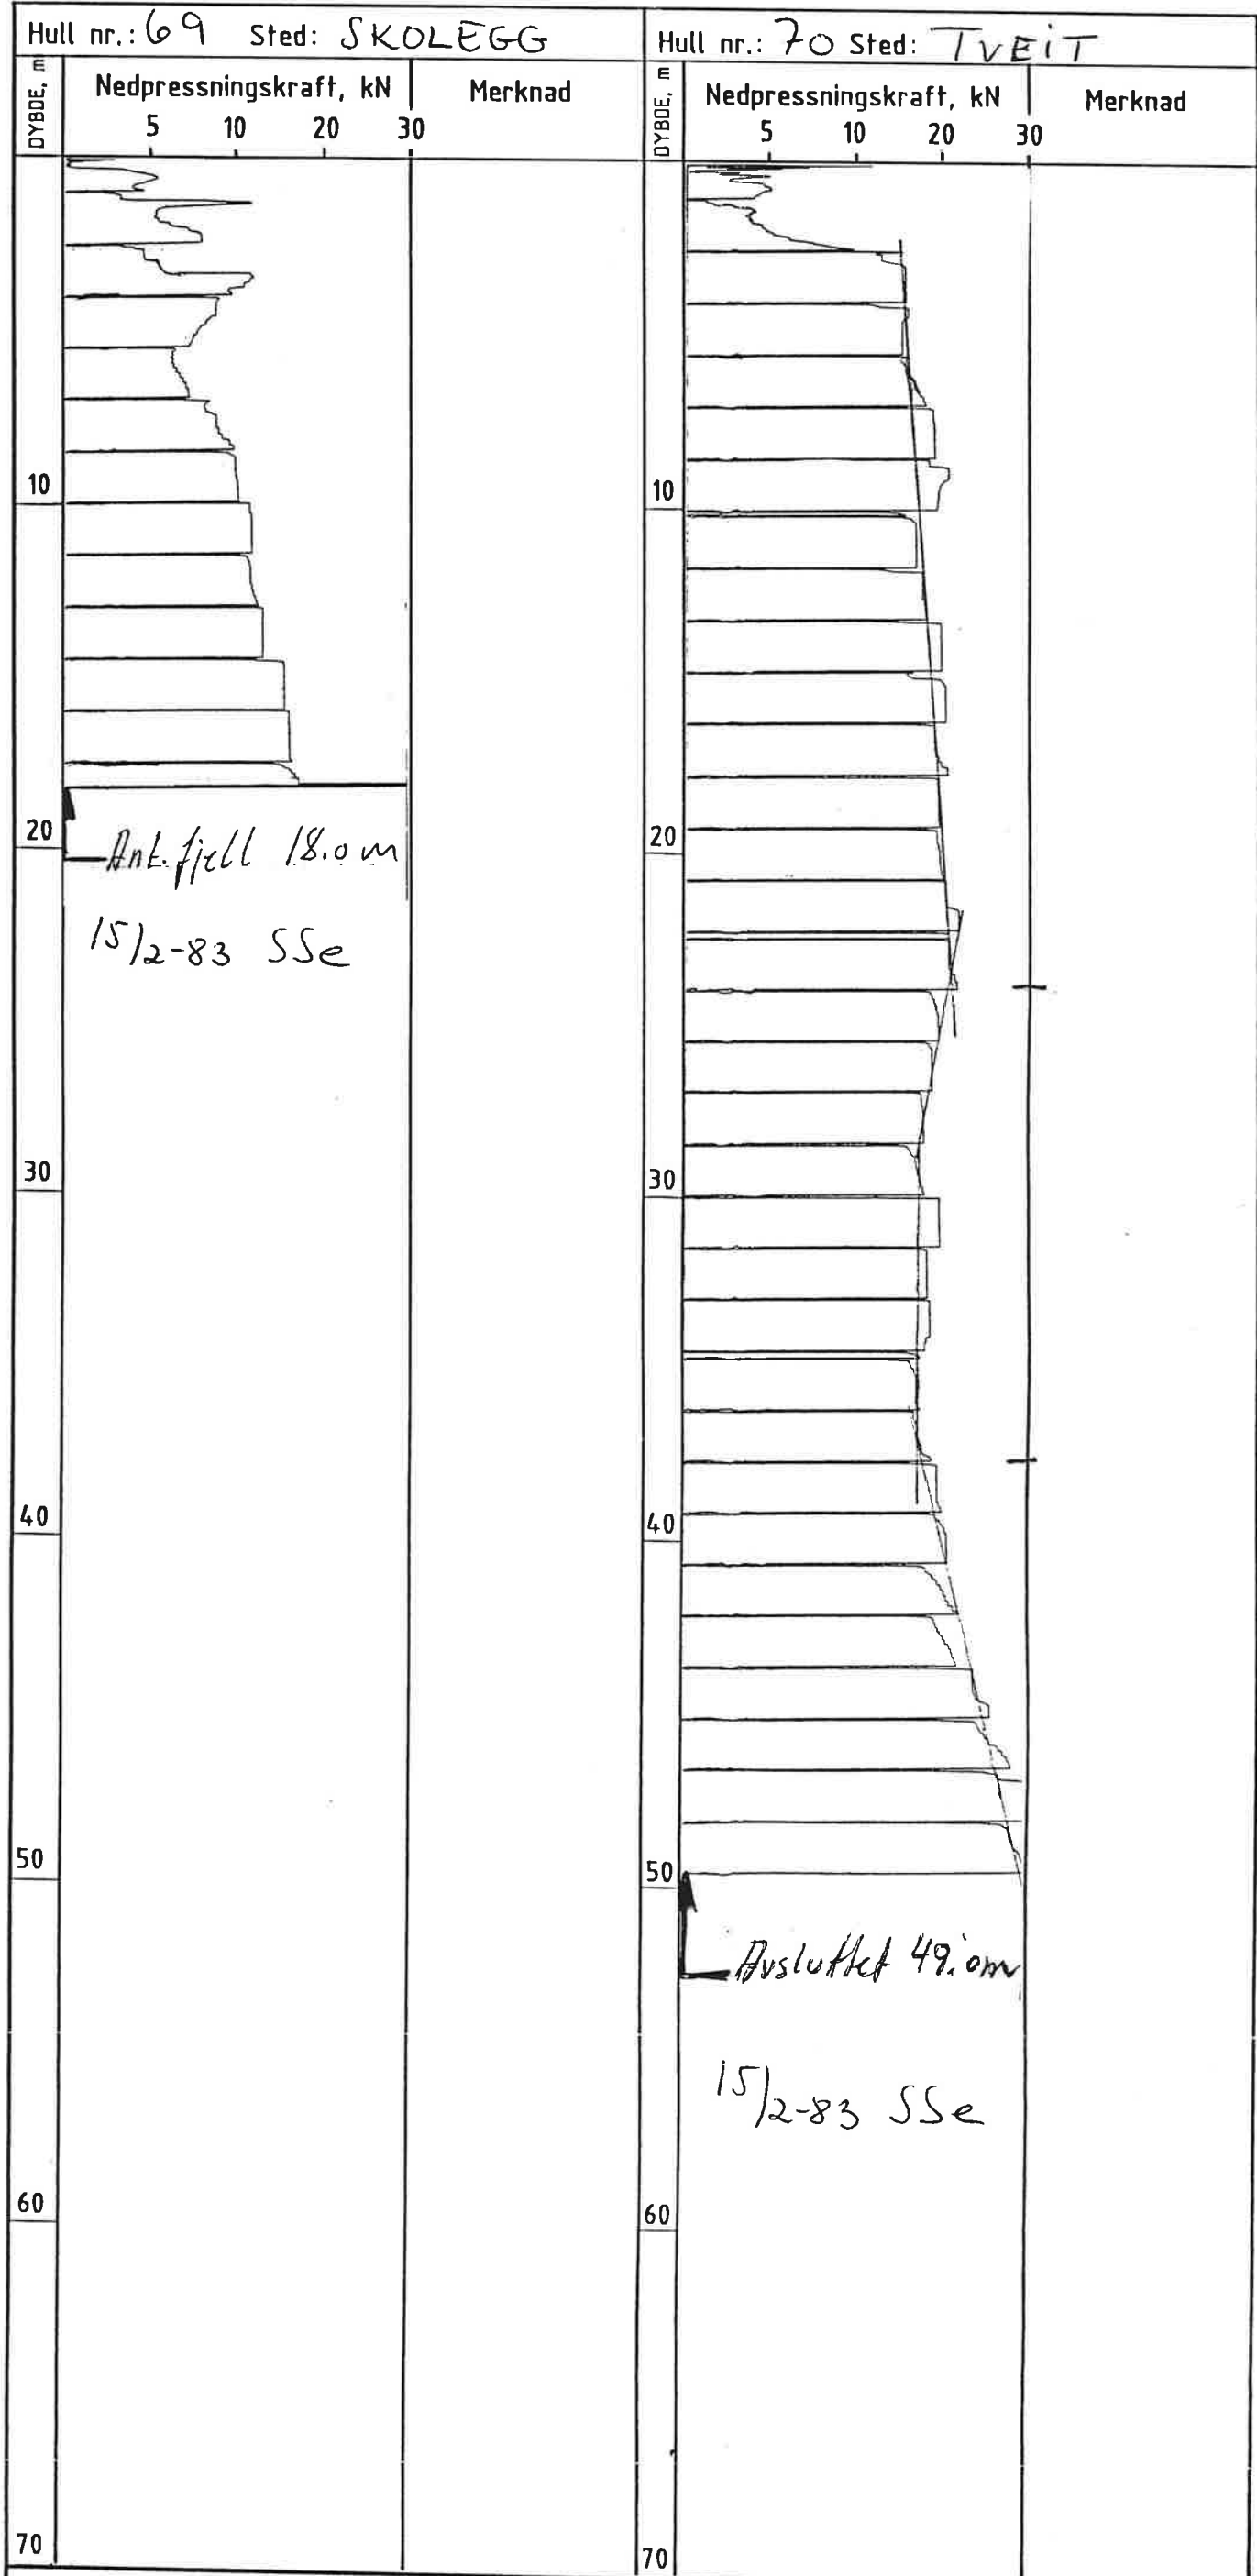 Hull nr.: 69 Sted: SKOLEGG
DYBDE, m
Nedpressningskraft, kN
Merknad
5 10 20 30
10
20
Ant. fjell 18.0 m
15/2-83 SSe
30
40
50
60
70
Hull nr.: 70 Sted: TVEIT
DYBDE, m
Nedpressningskraft, kN
Merknad
5 10 20 30
10
20
30
40
50
Avsluttet 49.0m
15/2-83 SSe
60
70